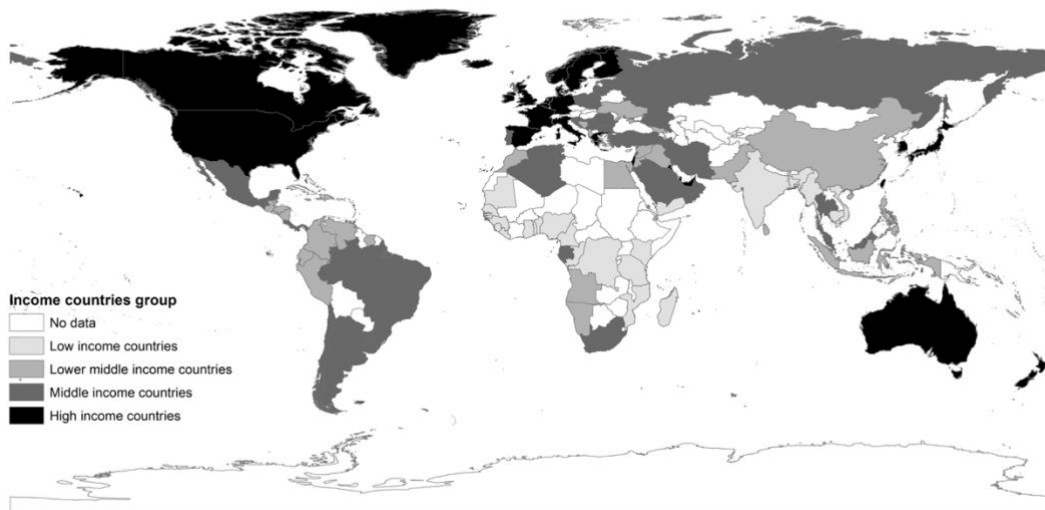 Income countries group
No data
Low income countries
Lower middle income countries
Middle income countries
High income countries